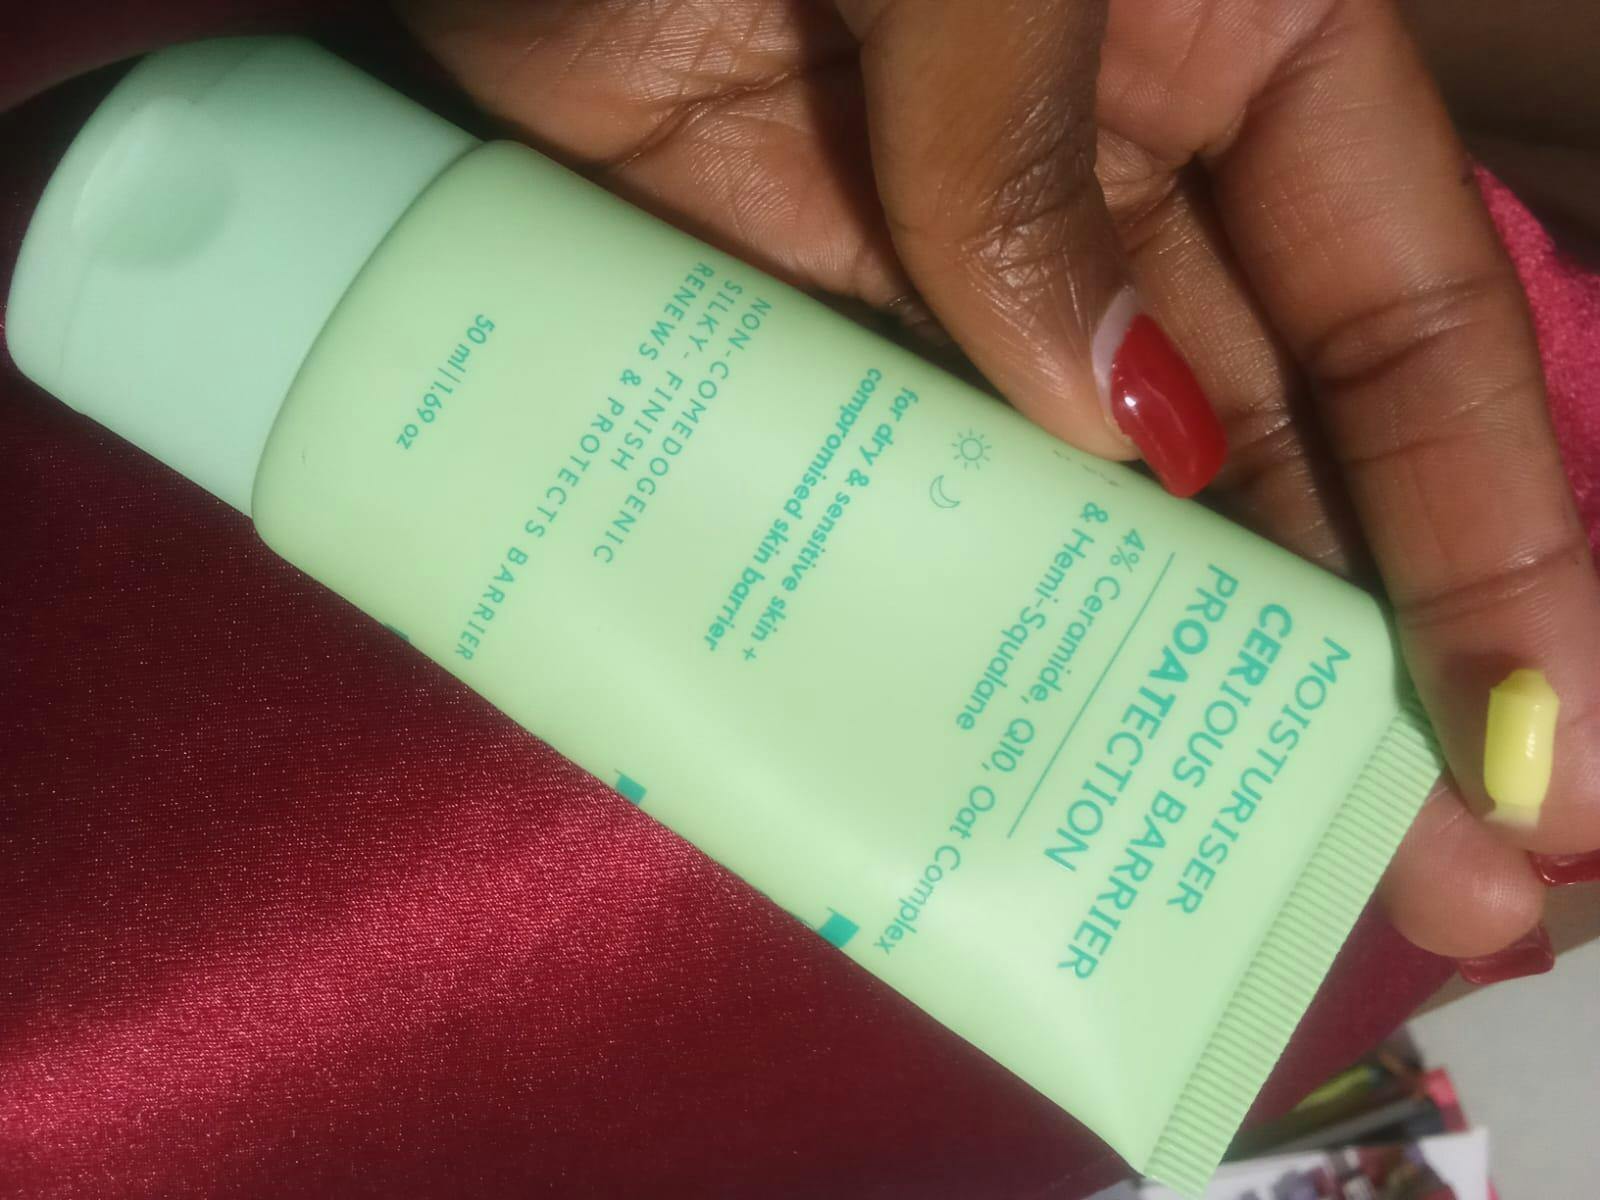 MOISTURISER
CERIOUS BARRIER
PROATECTION
4% Ceramide, Q10, Oat Complex
& Hemi-Squalane
for dry & sensitive skin +
compromised skin barrier
NON-COMEDOGENIC
SILKY- FINISH
RENEWS & PROTECTS BARRIER
50 ml | 1.69 oz